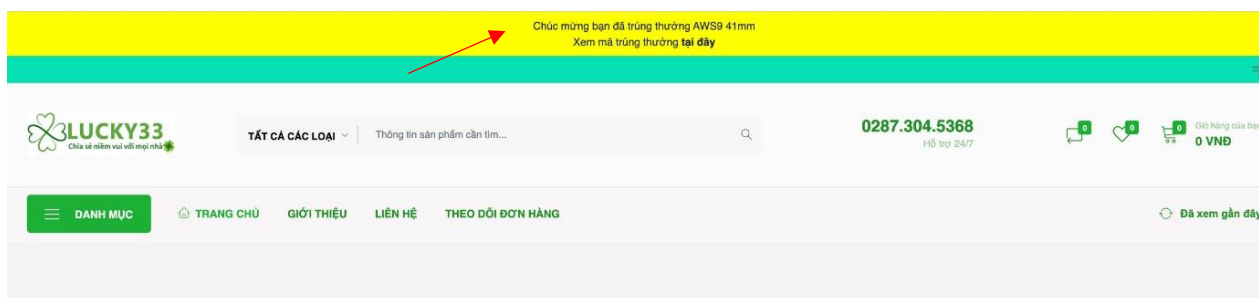 Chúc mừng bạn đã trúng thưởng AWS9 41mm
Xem mã trúng thưởng tại đây
LUCKY33
Chia sẻ niềm vui với mọi nhà
TẤT CẢ CÁC LOẠI
Thông tin sản phẩm cần tìm...
0287.304.5368
Hỗ trợ 24/7
0
0
0
Giỏ hàng của bạn
0 VNĐ
DANH MỤC
TRANG CHỦ
GIỚI THIỆU
LIÊN HỆ
THEO DÕI ĐƠN HÀNG
Đã xem gần đây